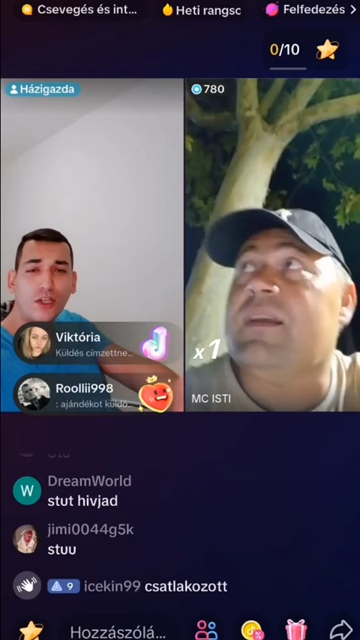 Csevegés és int...
Heti rangsc
Felfedezés
0/10
Házigazda
780
Viktória
Küldés címzettne...
Roollii998
: ajándékot küldő...
x1
MC ISTI
DreamWorld
W
stut hivjad
jimi0044g5k
stuu
9 icekin99 csatlakozott
Hozzászólá...